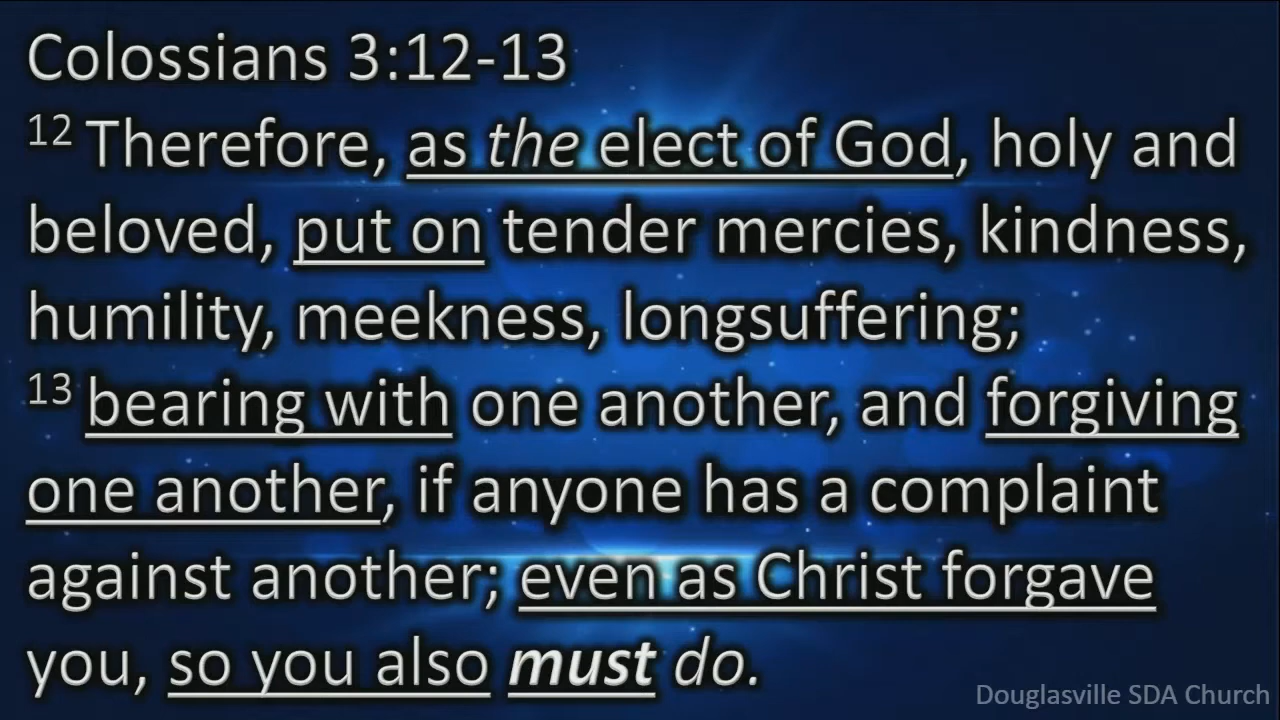 Colossians 3:12-13
12 Therefore, as the elect of God, holy and
beloved, put on tender mercies, kindness,
humility, meekness, longsuffering;
13 bearing with one another, and forgiving
one another, if anyone has a complaint
against another; even as Christ forgave
you, so you also must do.
Douglasville SDA Church